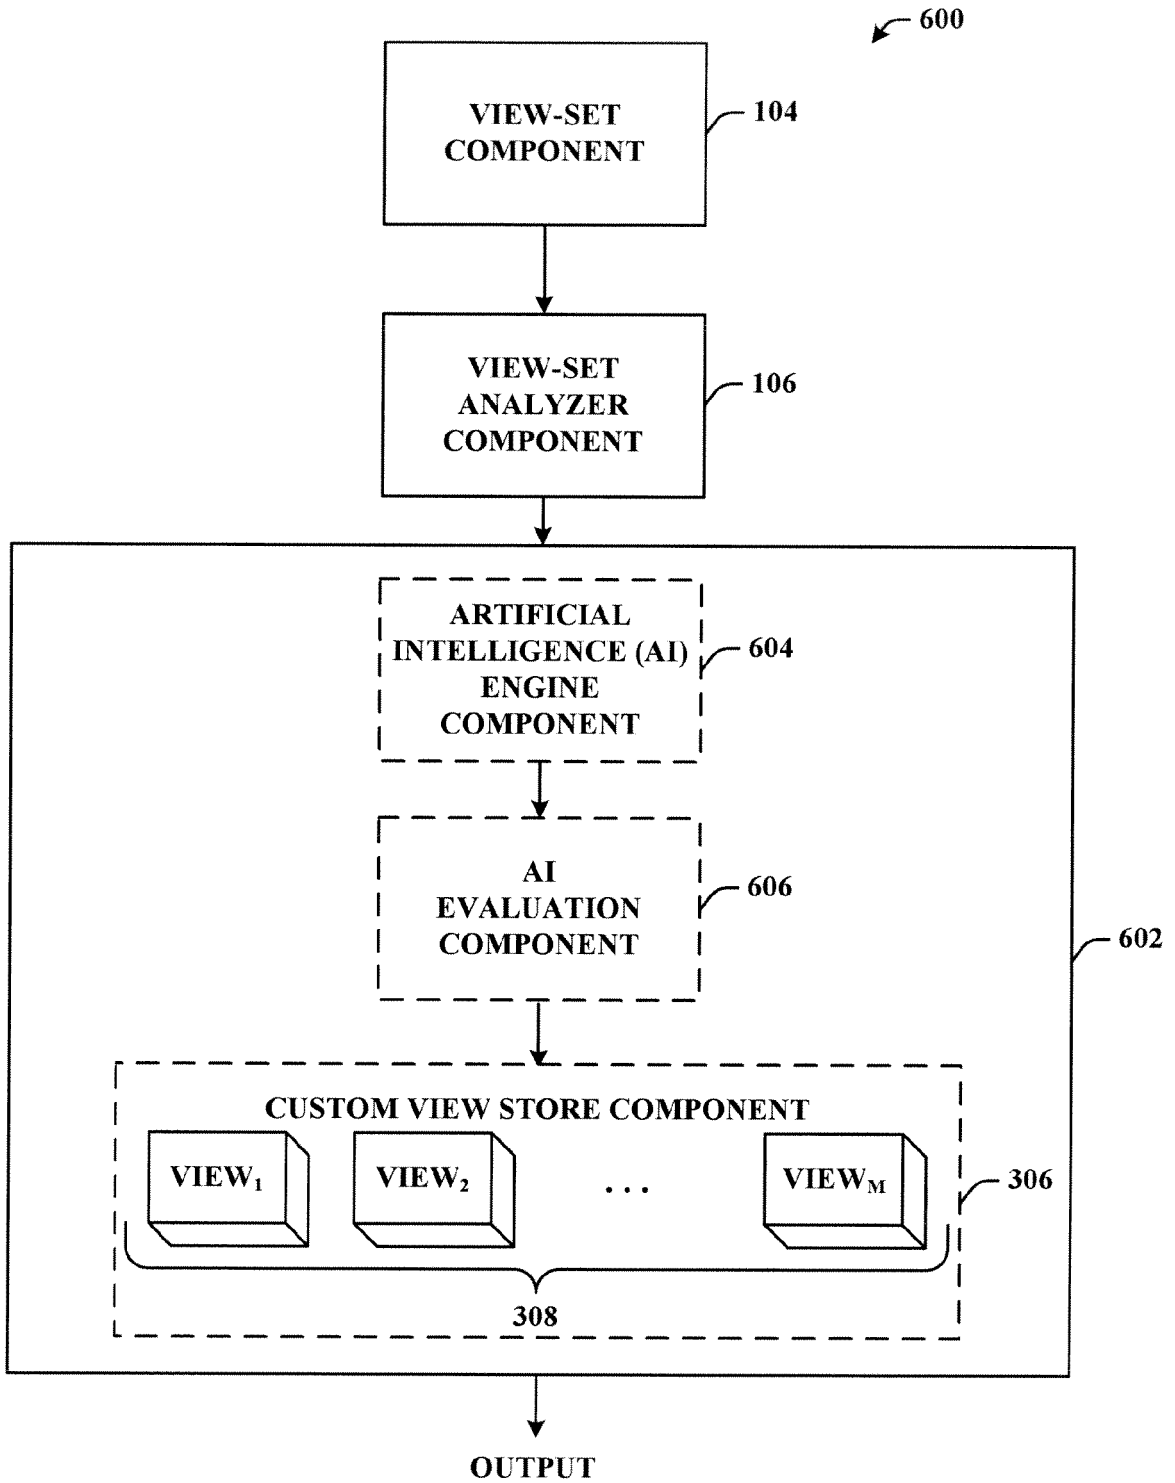 600
VIEW-SET
COMPONENT
104
VIEW-SET
ANALYZER
COMPONENT
106
ARTIFICIAL
INTELLIGENCE (AI)
ENGINE
COMPONENT
604
AI
EVALUATION
COMPONENT
606
602
CUSTOM VIEW STORE COMPONENT
VIEW₁ VIEW₂ ... VIEW_M
306
308
OUTPUT